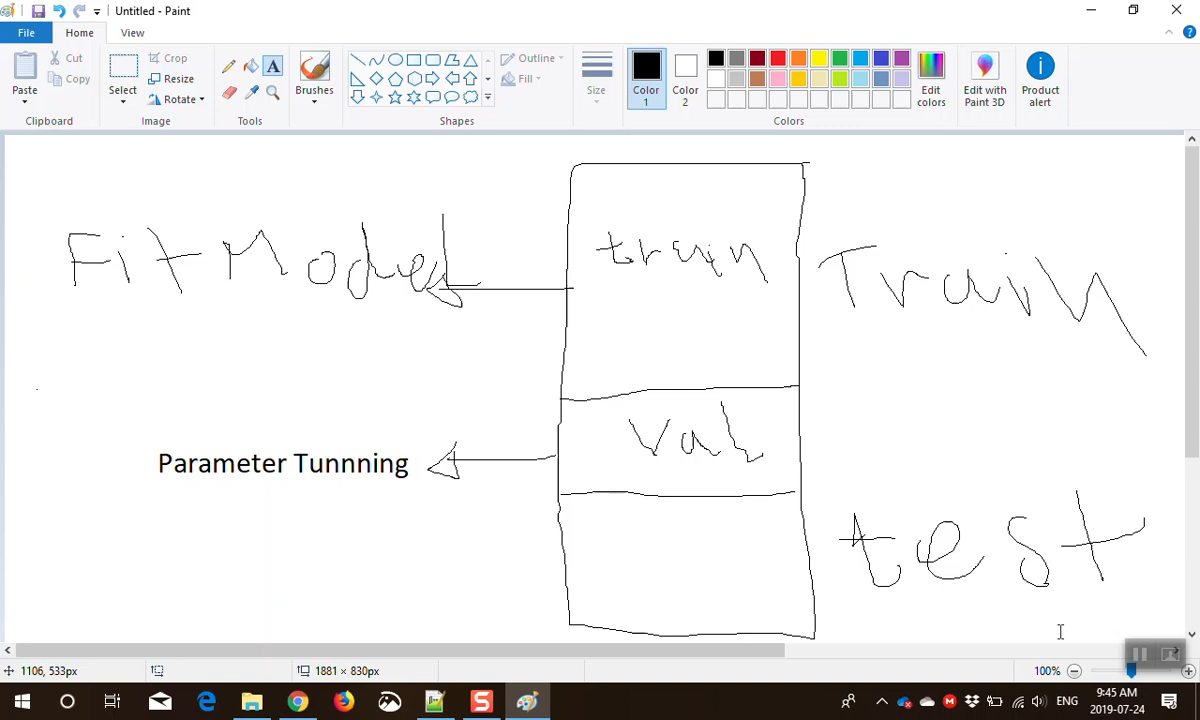 Untitled - Paint
File Home View
Paste
Cut
Copy
Clipboard
Select
Crop
Resize
Rotate
Image
Tools
Brushes
Shapes
Outline
Fill
Size
Color 1
Color 2
Colors
Edit colors
Edit with Paint 3D
Product alert
Fit Model
train
Train
val
Parameter Tunnning
test
1106, 533px
1881 × 830px
100%
ENG
9:45 AM
2019-07-24